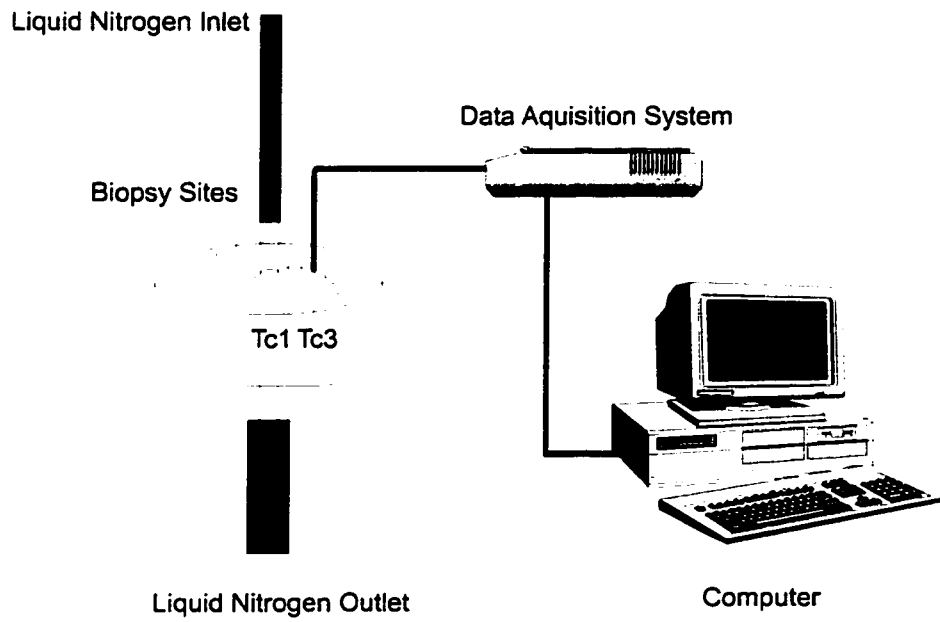 Liquid Nitrogen Inlet
Data Aquisition System
Biopsy Sites
Tc1 Tc3
Liquid Nitrogen Outlet
Computer